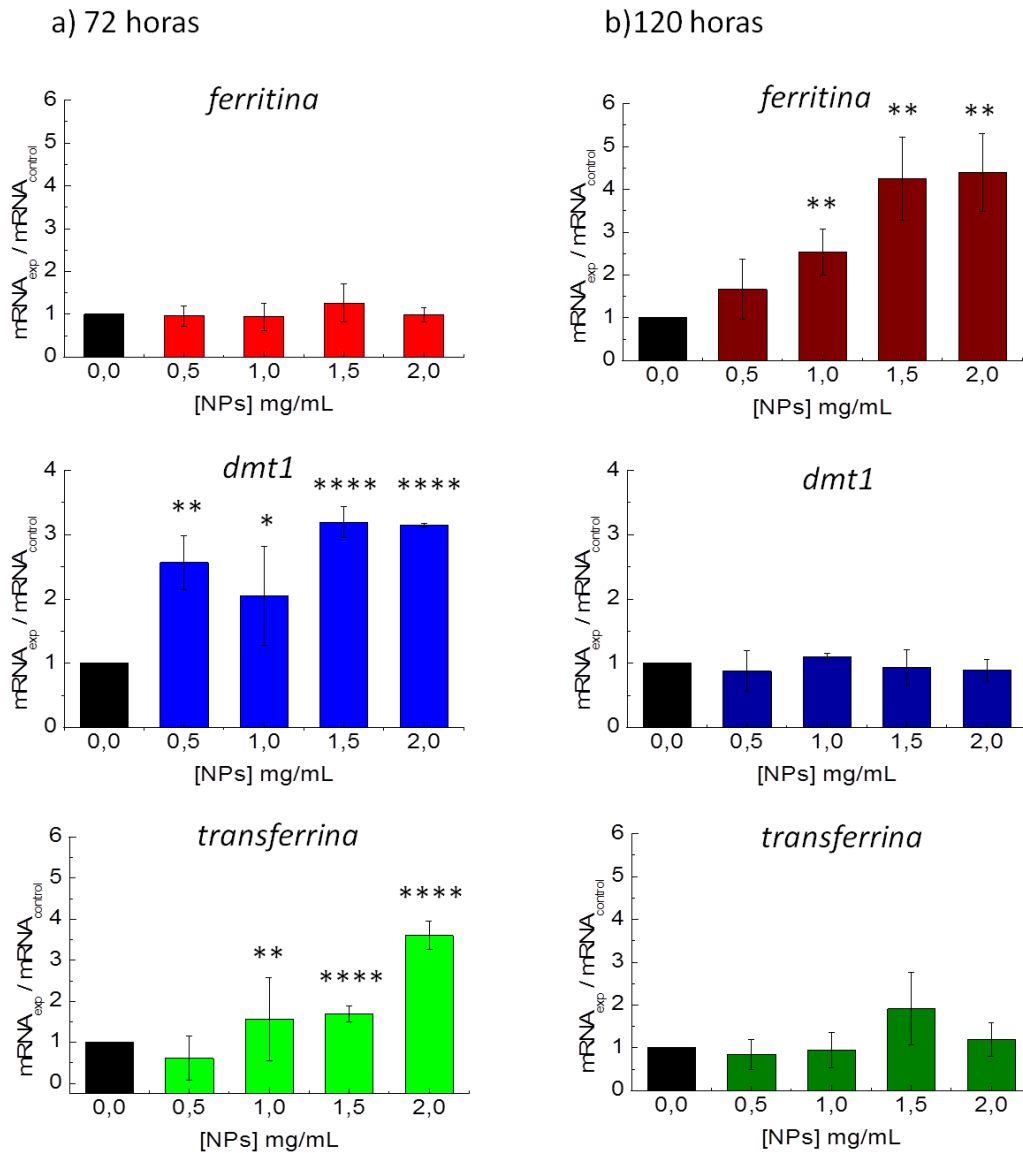 a) 72 horas
ferritina
6
5
4
3
2
1
0
mRNAexp / mRNAcontrol
0,0 0,5 1,0 1,5 2,0
[NPs] mg/mL
dmt1
4
3
2
1
0
mRNAexp / mRNAcontrol
** * **** ****
0,0 0,5 1,0 1,5 2,0
[NPs] mg/mL
transferrina
6
5
4
3
2
1
0
mRNAexp / mRNAcontrol
** **** ****
0,0 0,5 1,0 1,5 2,0
[NPs] mg/mL
b)120 horas
ferritina
6
5
4
3
2
1
0
mRNAexp / mRNAcontrol
** ** **
0,0 0,5 1,0 1,5 2,0
[NPs] mg/mL
dmt1
4
3
2
1
0
mRNAexp / mRNAcontrol
0,0 0,5 1,0 1,5 2,0
[NPs] mg/mL
transferrina
6
5
4
3
2
1
0
mRNAexp / mRNAcontrol
0,0 0,5 1,0 1,5 2,0
[NPs] mg/mL